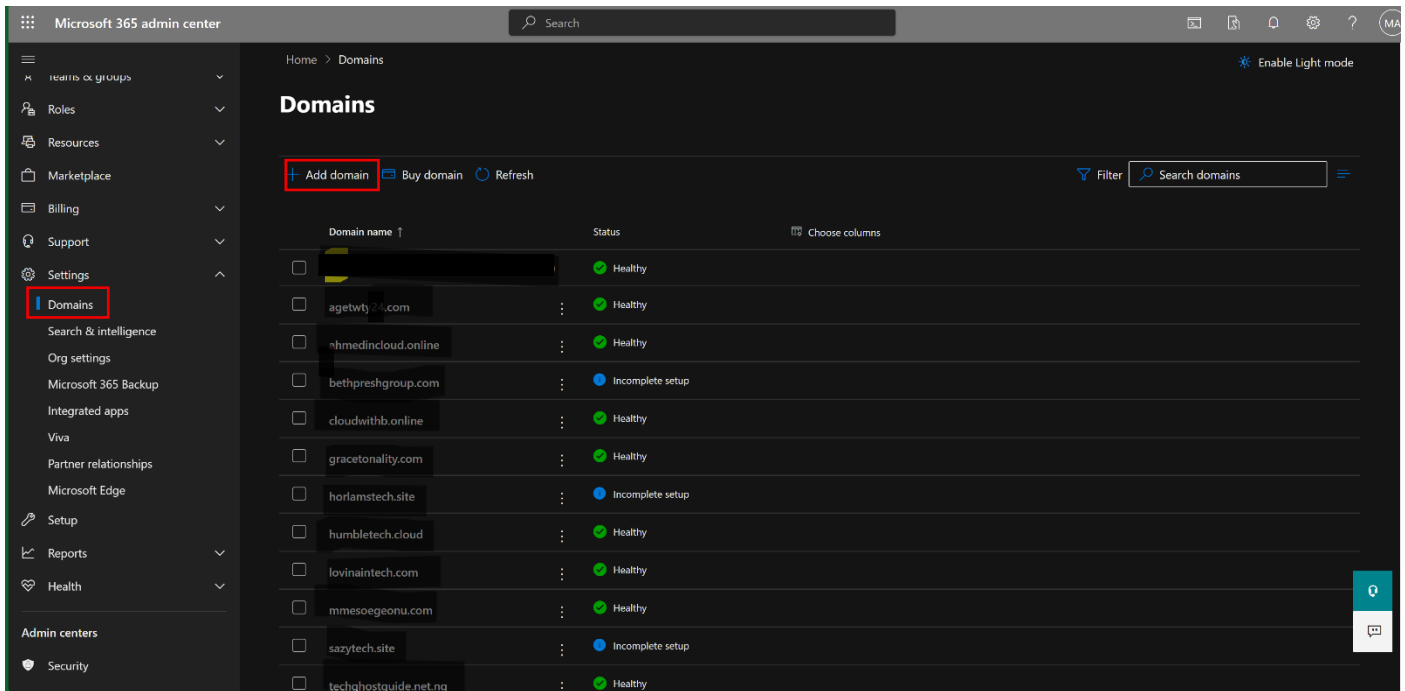 Microsoft 365 admin center
Search
MA
Home > Domains
Enable Light mode
Teams & groups
Roles
Resources
Marketplace
Billing
Support
Settings
Domains
Search & intelligence
Org settings
Microsoft 365 Backup
Integrated apps
Viva
Partner relationships
Microsoft Edge
Setup
Reports
Health
Admin centers
Security
Domains
+ Add domain Buy domain Refresh
Filter Search domains
Domain name ↑ Status Choose columns
Healthy
agetwty24.com Healthy
ahmedincloud.online Healthy
bethpreshgroup.com Incomplete setup
cloudwithb.online Healthy
gracetonality.com Healthy
horlamstech.site Incomplete setup
humbletech.cloud Healthy
lovinaintech.com Healthy
mmesoegeonu.com Healthy
sazytech.site Incomplete setup
techghostguide.net.ng Healthy